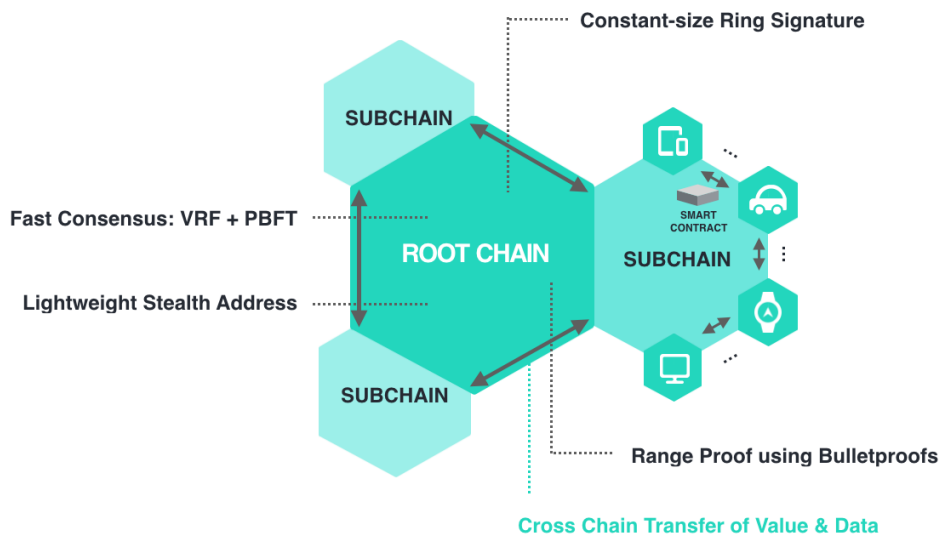 Constant-size Ring Signature
SUBCHAIN
SMART
CONTRACT
Fast Consensus: VRF + PBFT
ROOT CHAIN
SUBCHAIN
Lightweight Stealth Address
SUBCHAIN
Range Proof using Bulletproofs
Cross Chain Transfer of Value & Data